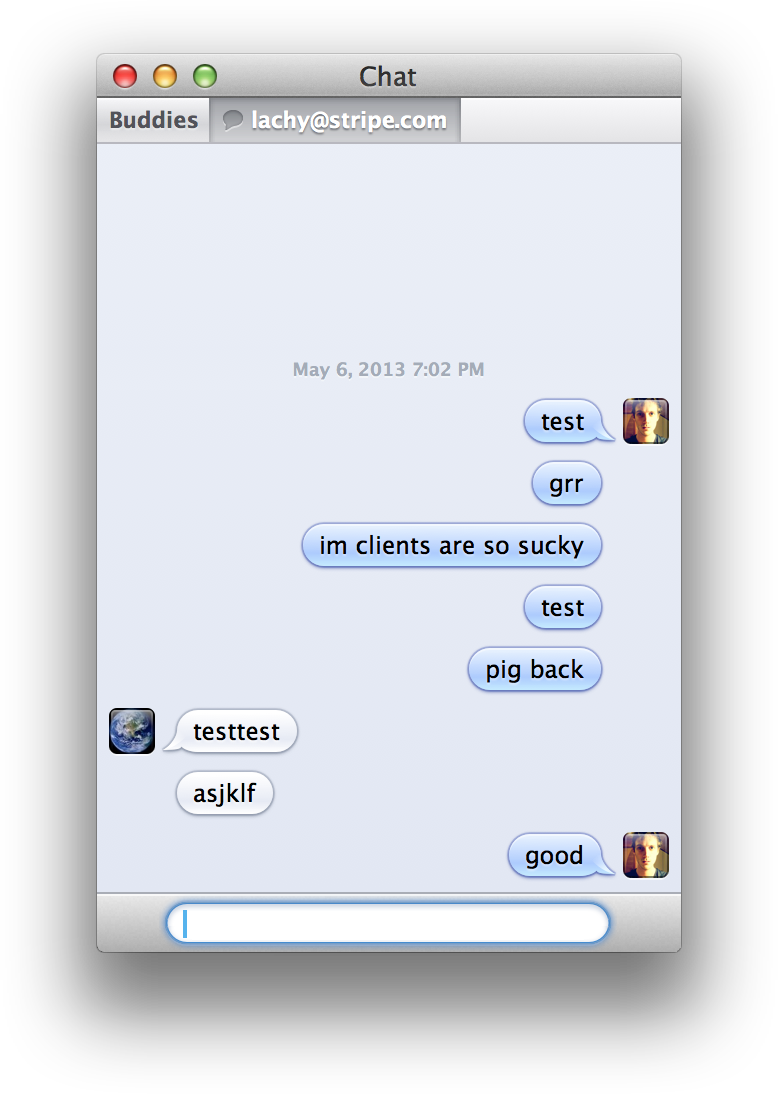 Chat
Buddies
lachy@stripe.com
May 6, 2013 7:02 PM
test
grr
im clients are so sucky
test
pig back
testtest
asjklf
good